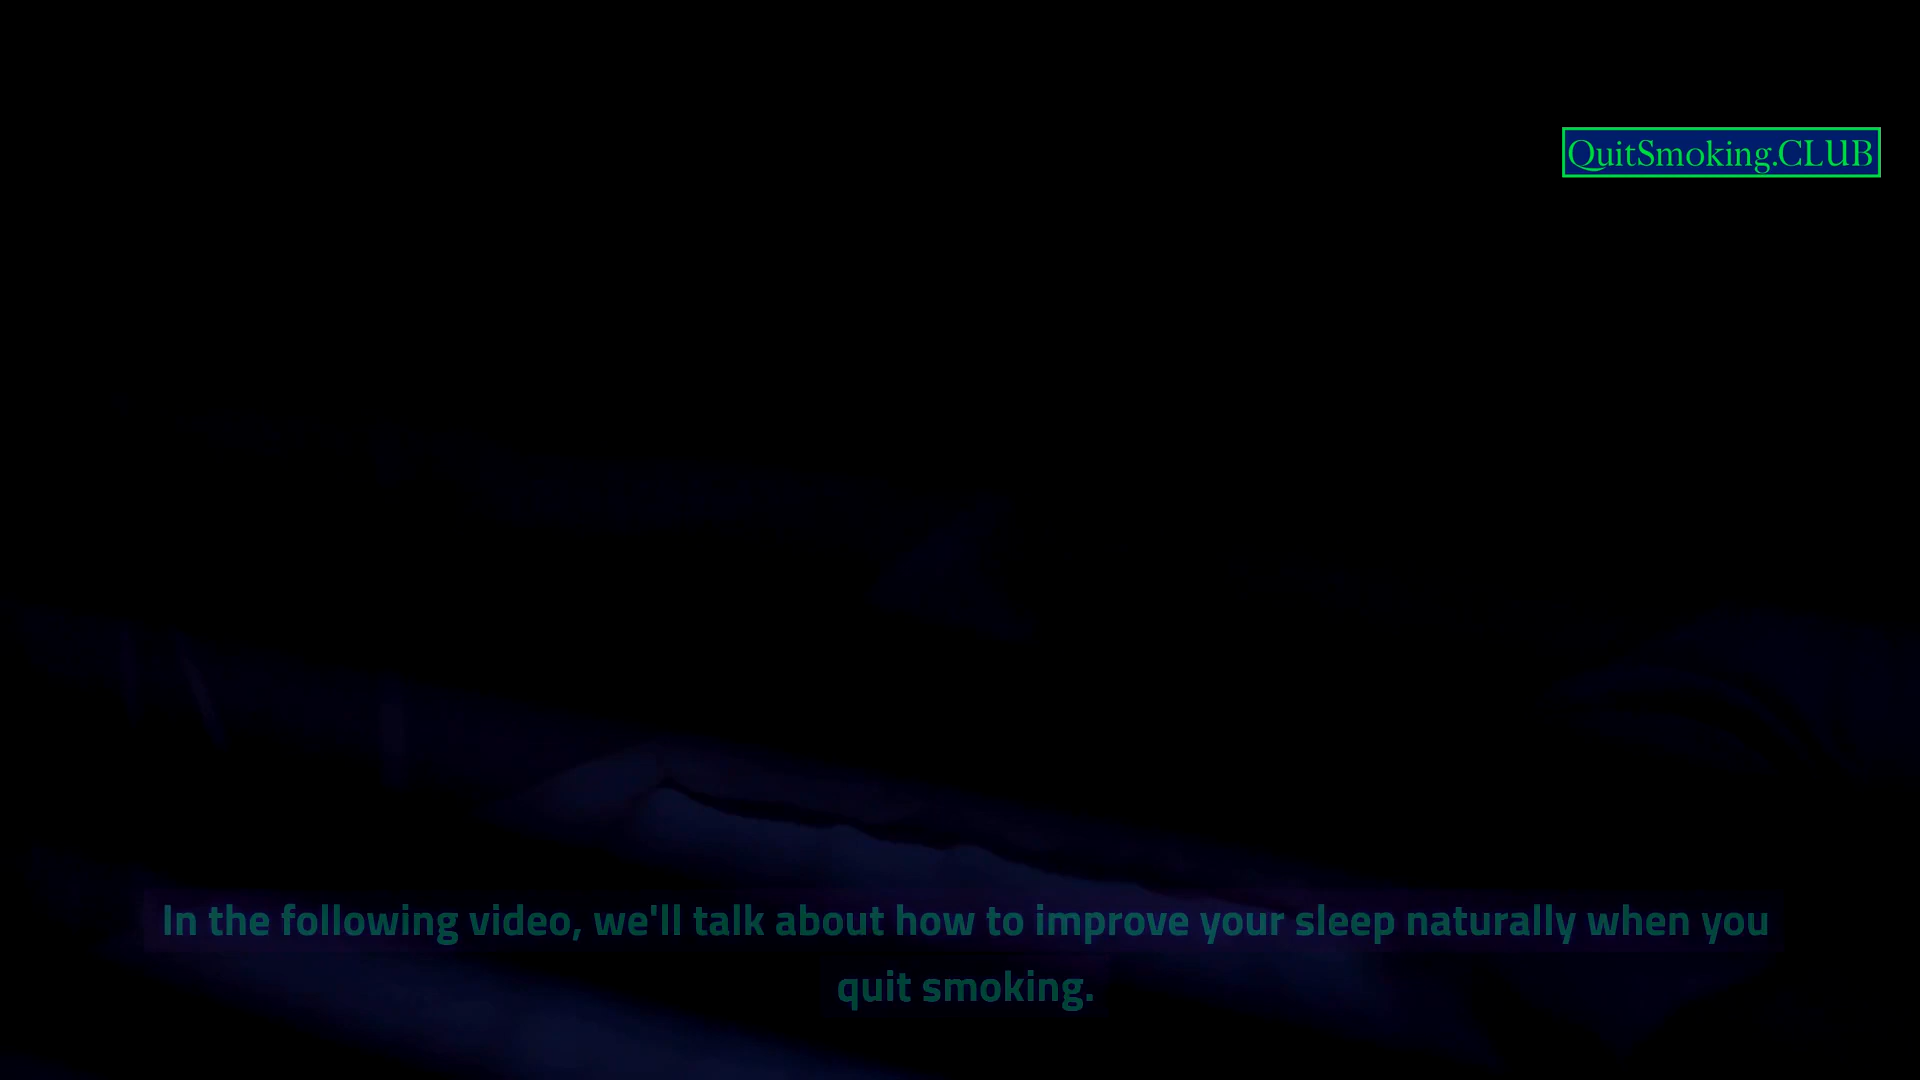 QuitSmoking.CLUB
In the following video, we'll talk about how to improve your sleep naturally when you
quit smoking.